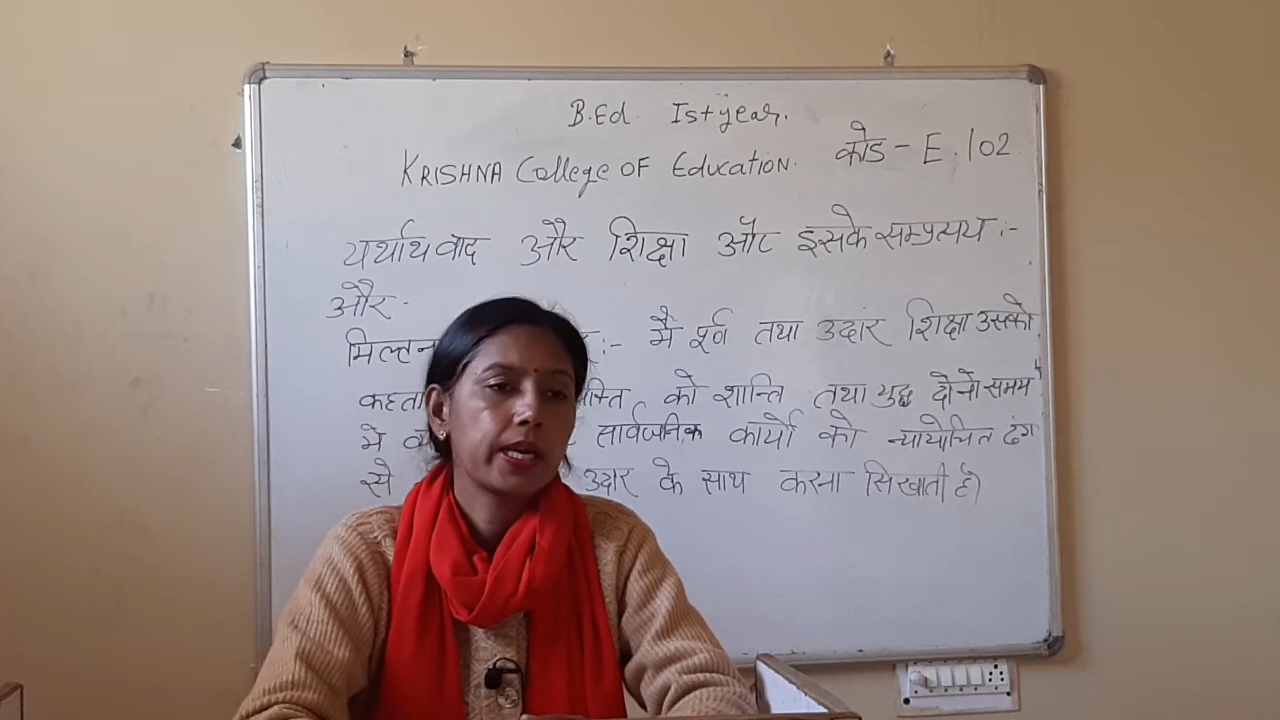 B.Ed. Ist year.
KRISHNA College OF Education. कोड - E.102
यर्थाथवाद और शिक्षा और इसके सम्प्रत्यय :-
और -
मिल्टन :- मै पूर्ण तथा उदार शिक्षा उसको
कहता को शान्ति तथा युद्ध दोनो समय
मे सार्वजनिक कार्यो को न्यायोचित ढंग
से उदार के साथ करना सिखाती है)